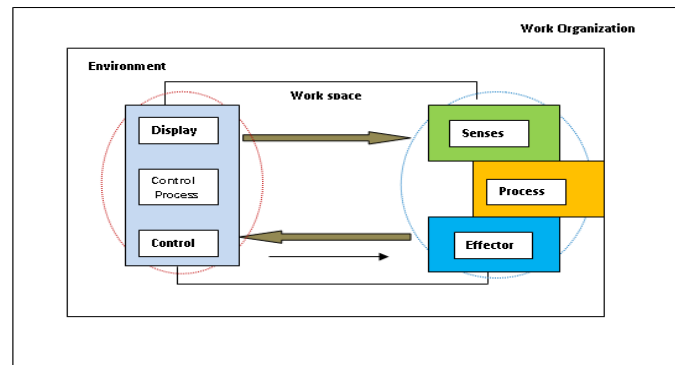 Work Organization
Environment
Work space
Display
Control
Process
Control
Senses
Process
Effector